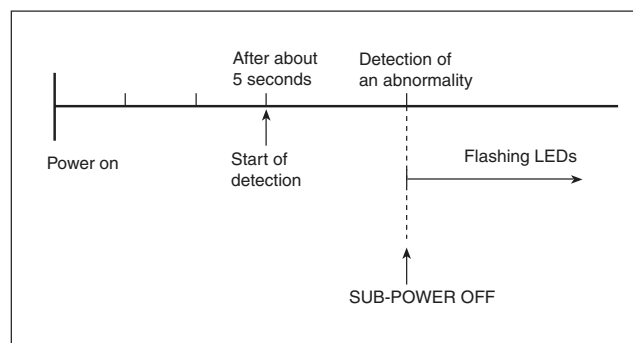 After about
5 seconds
Detection of
an abnormality
Power on
Start of
detection
Flashing LEDs
SUB-POWER OFF